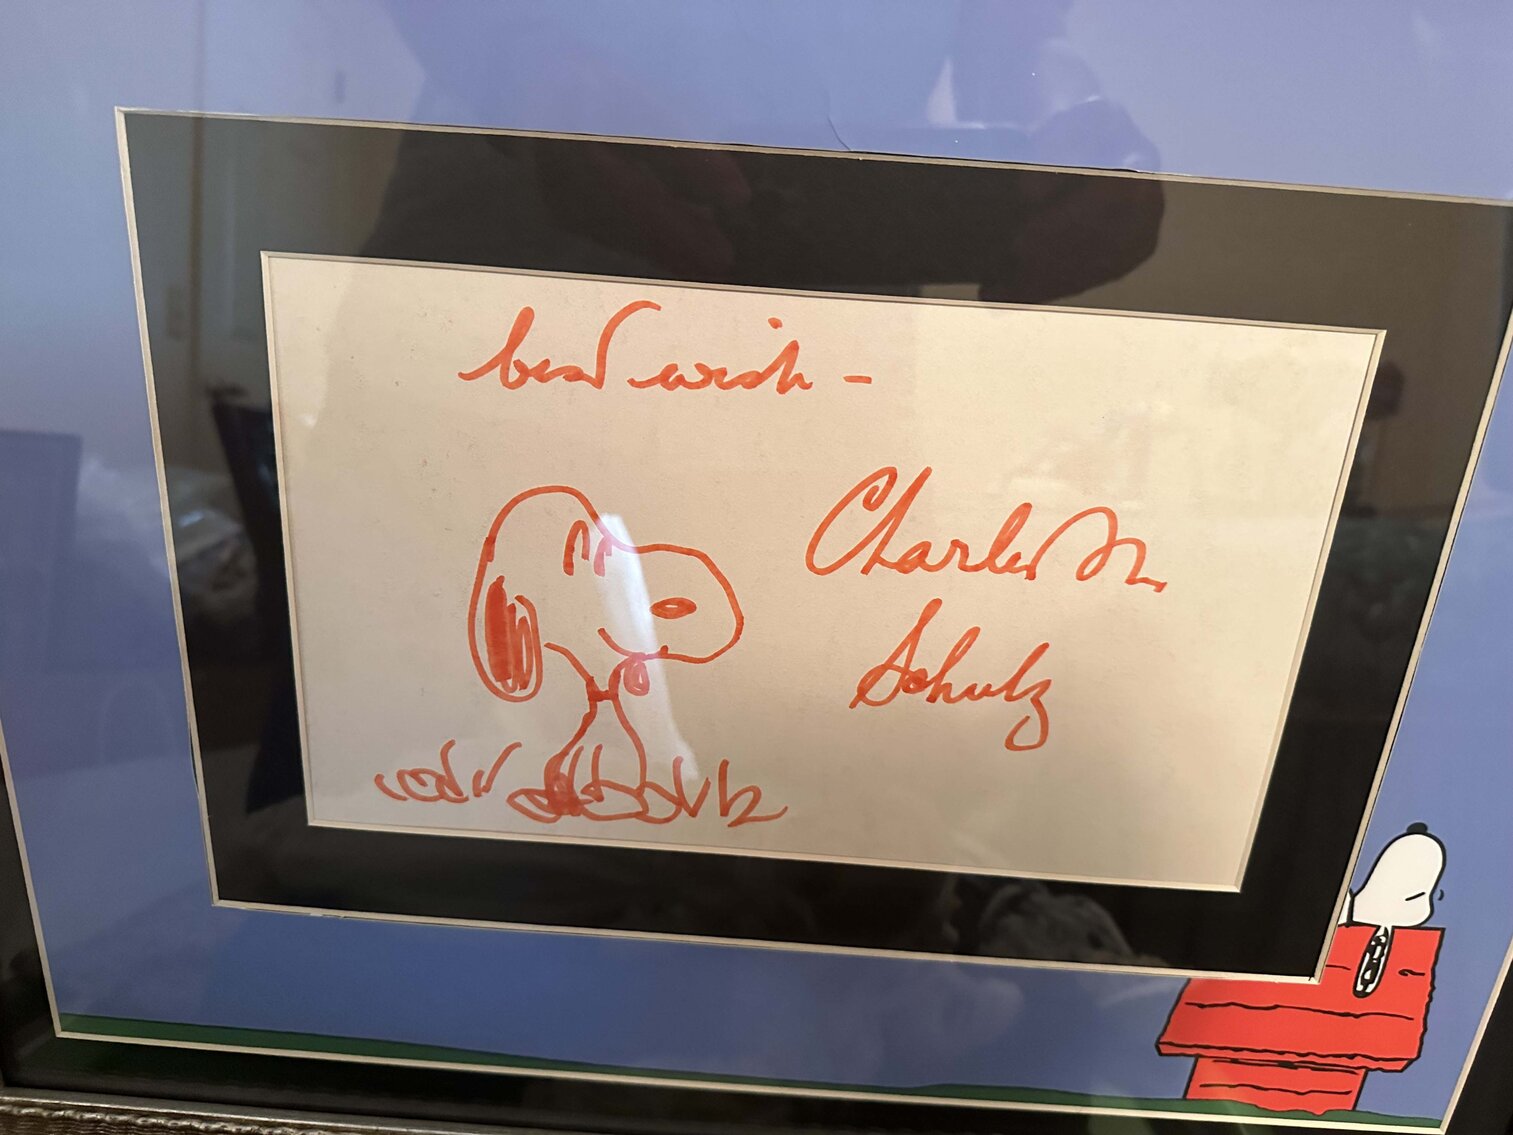 best wish -
Charles M.
Schulz